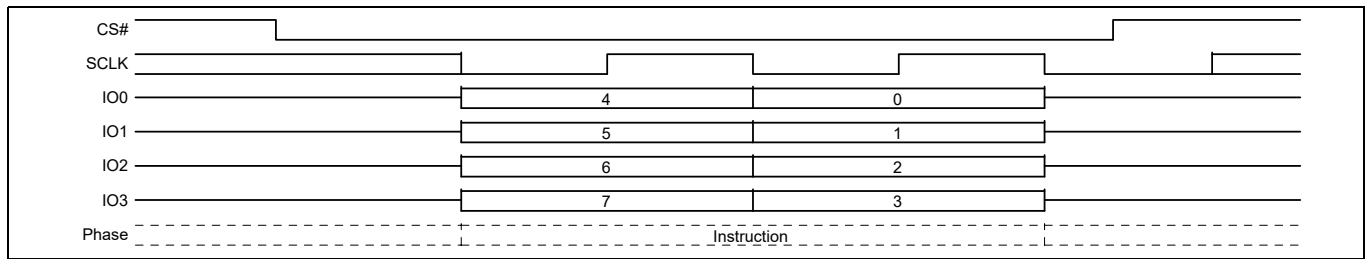 CS#
SCLK
IO0 4 0
IO1 5 1
IO2 6 2
IO3 7 3
Phase Instruction